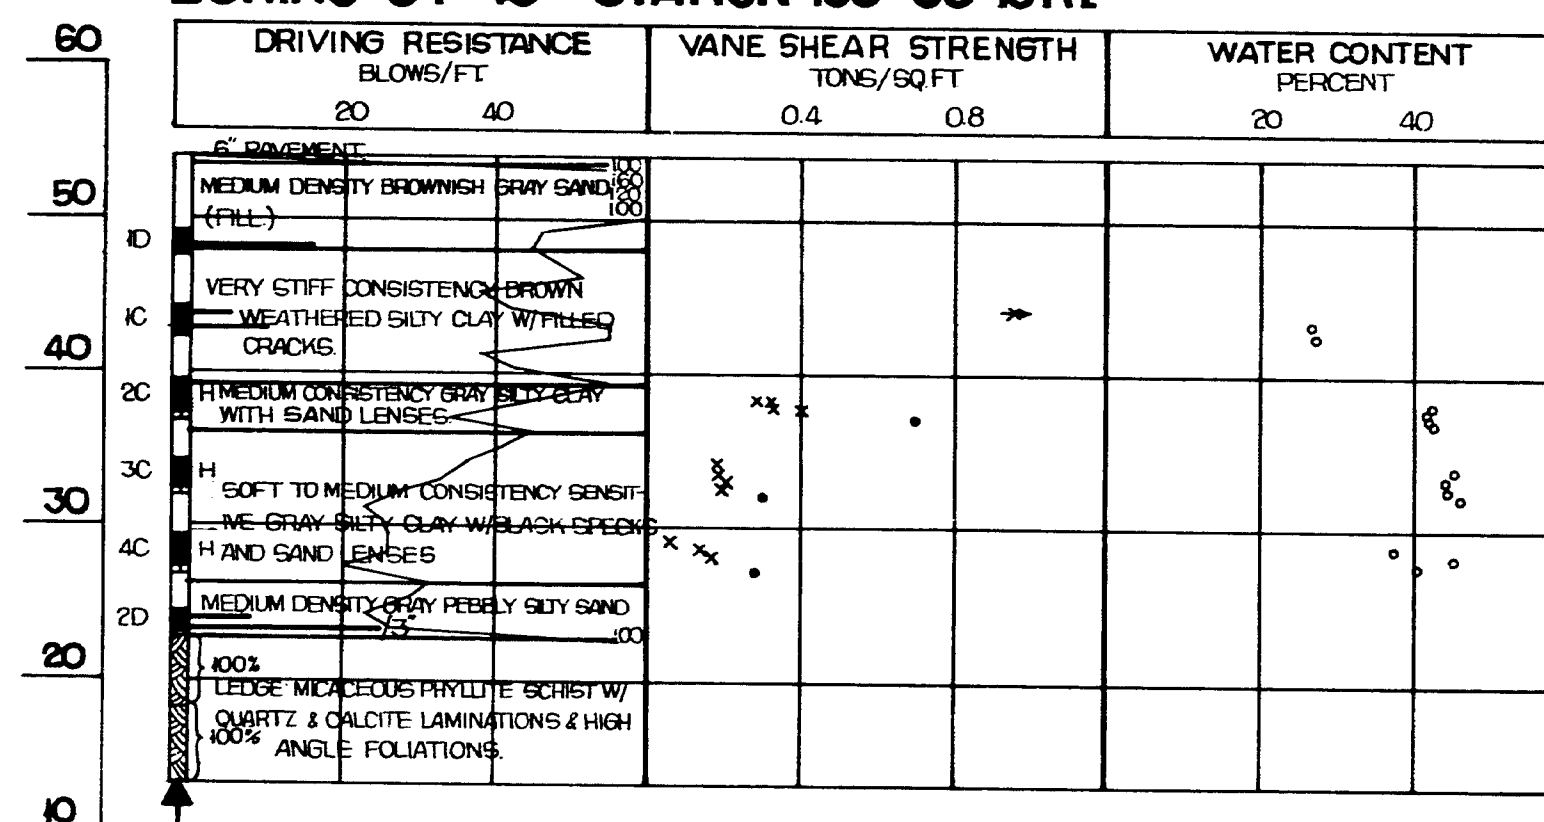 60
DRIVING RESISTANCE
BLOWS/FT.
20 40
VANE SHEAR STRENGTH
TONS/SQ.FT
0.4 0.8
WATER CONTENT
PERCENT
20 40
6" PAVEMENT
100
MEDIUM DENSITY BROWNISH GRAY SAND
160
120
50
(FILL.)
100
1D
VERY STIFF CONSISTENCY BROWN
1C
WEATHERED SILTY CLAY W/FILLED
CRACKS.
40
2C
H MEDIUM CONSISTENCY GRAY SILTY CLAY
WITH SAND LENSES.
3C
H
SOFT TO MEDIUM CONSISTENCY SENSIT-
30
IVE GRAY SILTY CLAY W/BLACK SPECKS
4C
H AND SAND LENSES
MEDIUM DENSITY GRAY PEBBLY SILTY SAND
2D
/3"
100
20
100%
LEDGE MICACEOUS PHYLLITE SCHIST W/
QUARTZ & CALCITE LAMINATIONS & HIGH
100%
ANGLE FOLIATIONS.
10